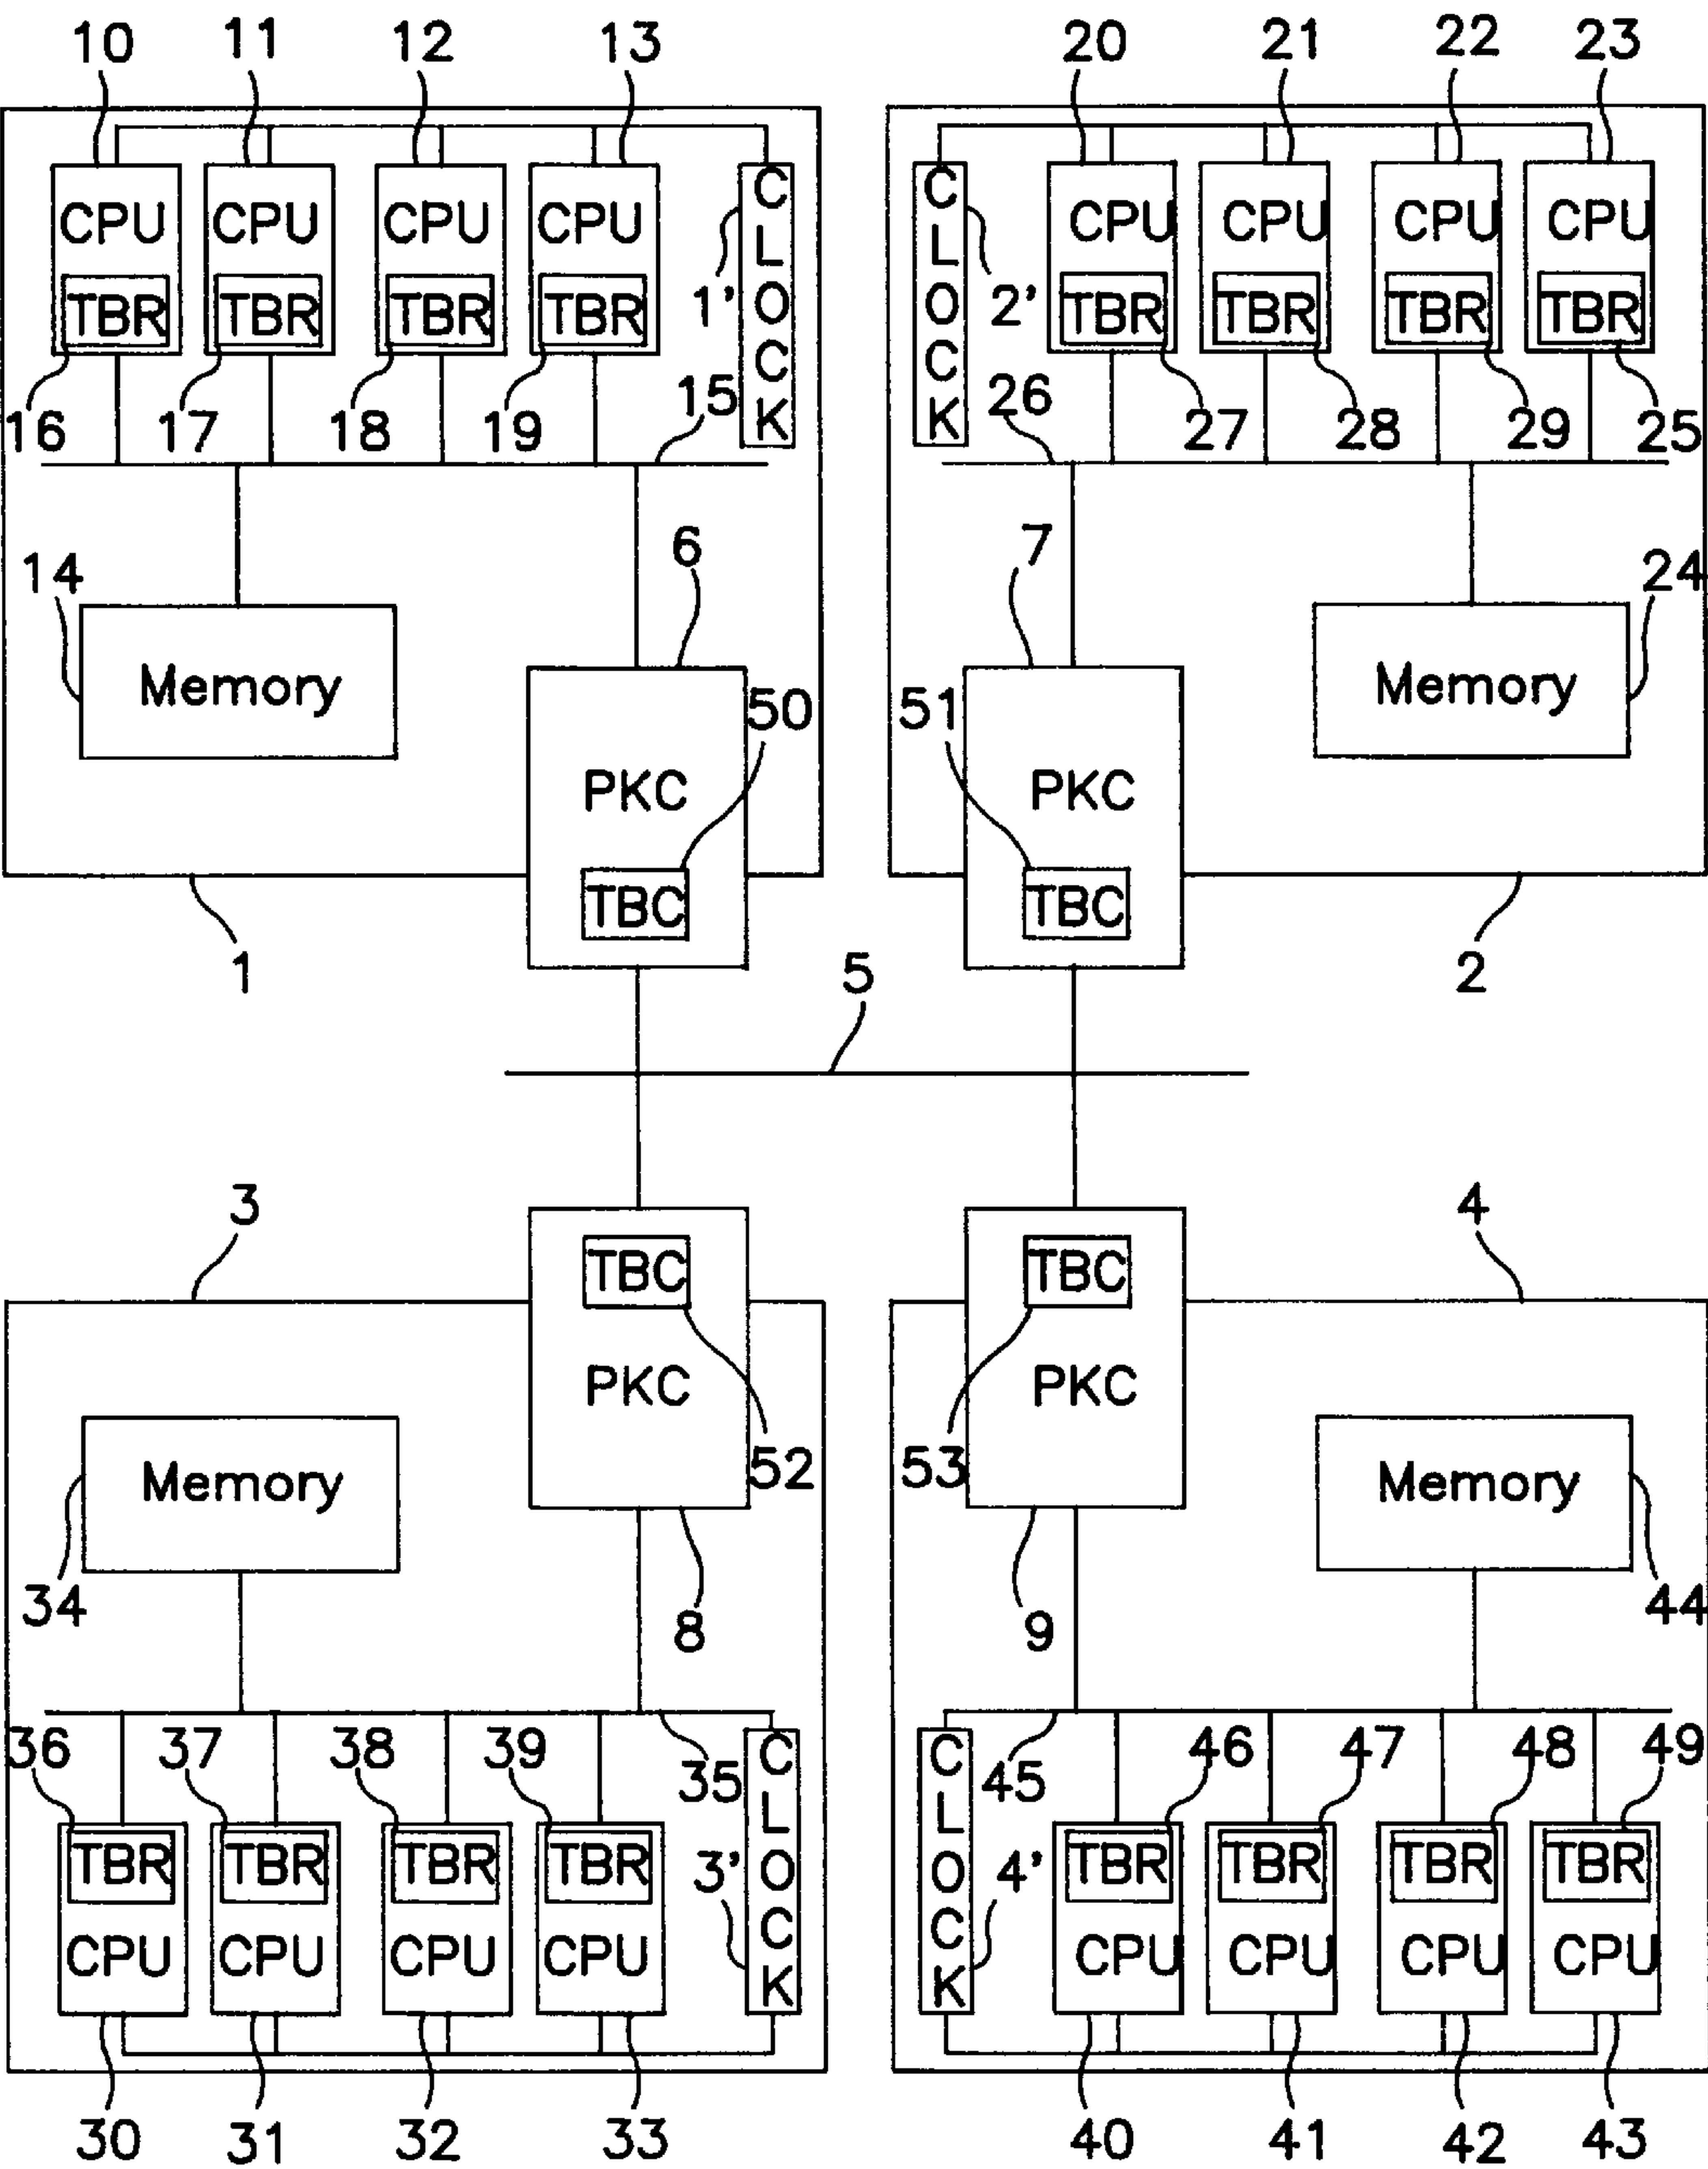 10 11 12 13 20 21 22 23
CPU CPU CPU CPU CLOCK CLOCK CPU CPU CPU CPU
TBR TBR TBR TBR 1' 2' TBR TBR TBR TBR
16 17 18 19 15 26 27 28 29 25
6 7
14 24
Memory Memory
50 51
PKC PKC
TBC TBC
1 5 2
3 4
TBC TBC
PKC PKC
Memory 52 53 Memory
34 8 9 44
36 37 38 39 35 CLOCK CLOCK 45 46 47 48 49
TBR TBR TBR TBR 3' 4' TBR TBR TBR TBR
CPU CPU CPU CPU CPU CPU CPU CPU
30 31 32 33 40 41 42 43